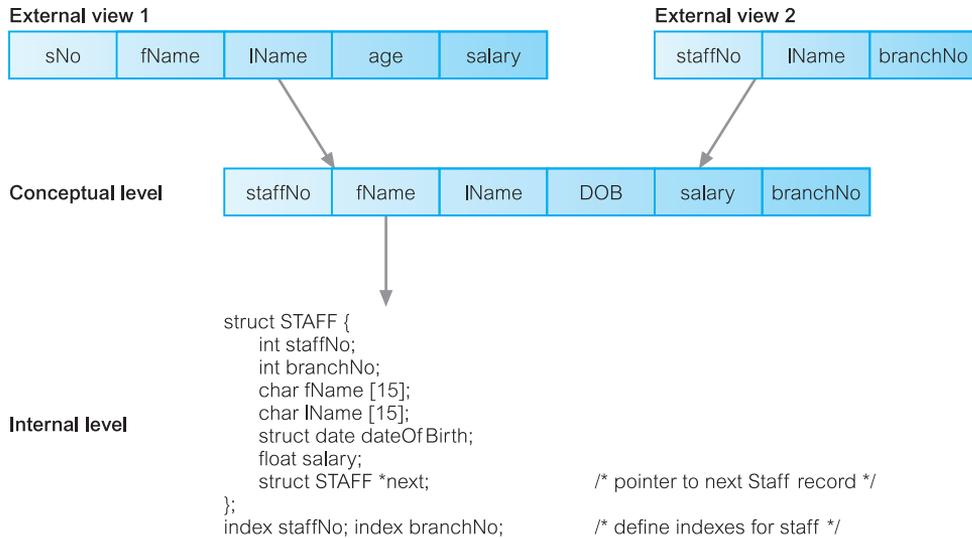 External view 1
External view 2
sNo fName lName age salary
staffNo lName branchNo
Conceptual level
staffNo fName lName DOB salary branchNo
Internal level
struct STAFF {
int staffNo;
int branchNo;
char fName [15];
char lName [15];
struct date dateOfBirth;
float salary;
struct STAFF *next; /* pointer to next Staff record */
};
index staffNo; index branchNo; /* define indexes for staff */